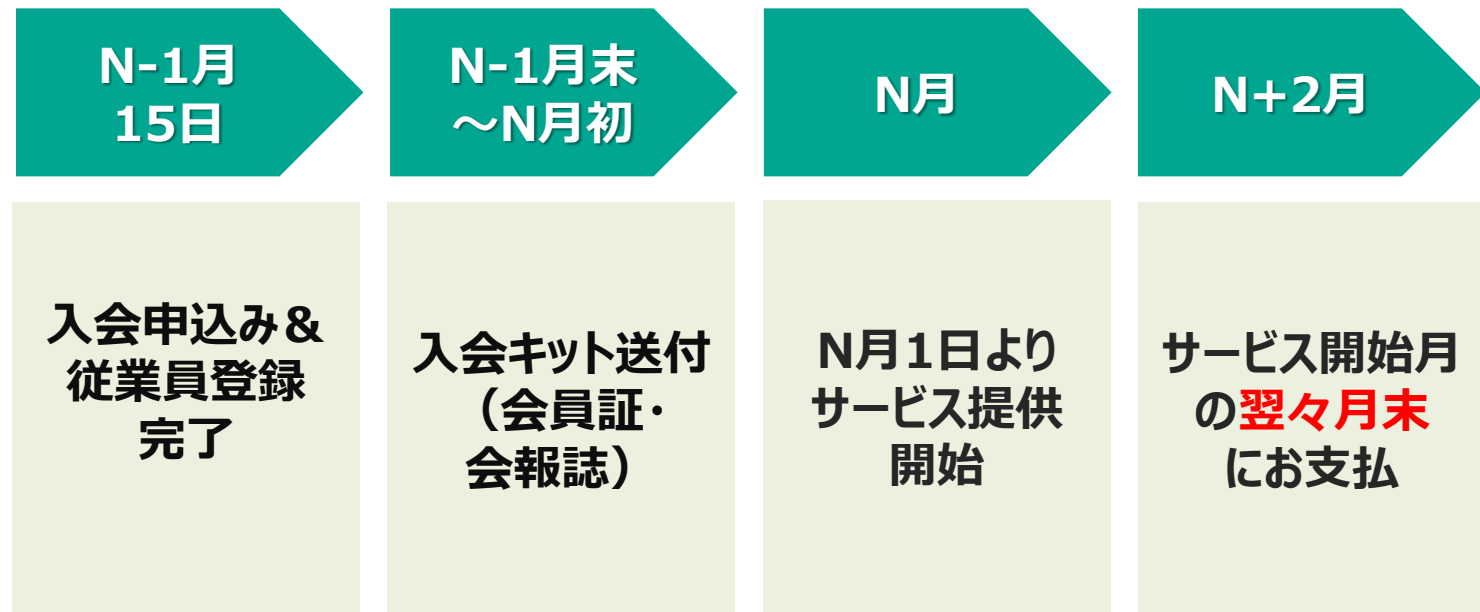 N-1月
15日
N-1月末
～N月初
N月
N+2月
入会申込み＆
従業員登録
完了
入会キット送付
（会員証・
会報誌）
N月1日より
サービス提供
開始
サービス開始月
の翌々月末
にお支払